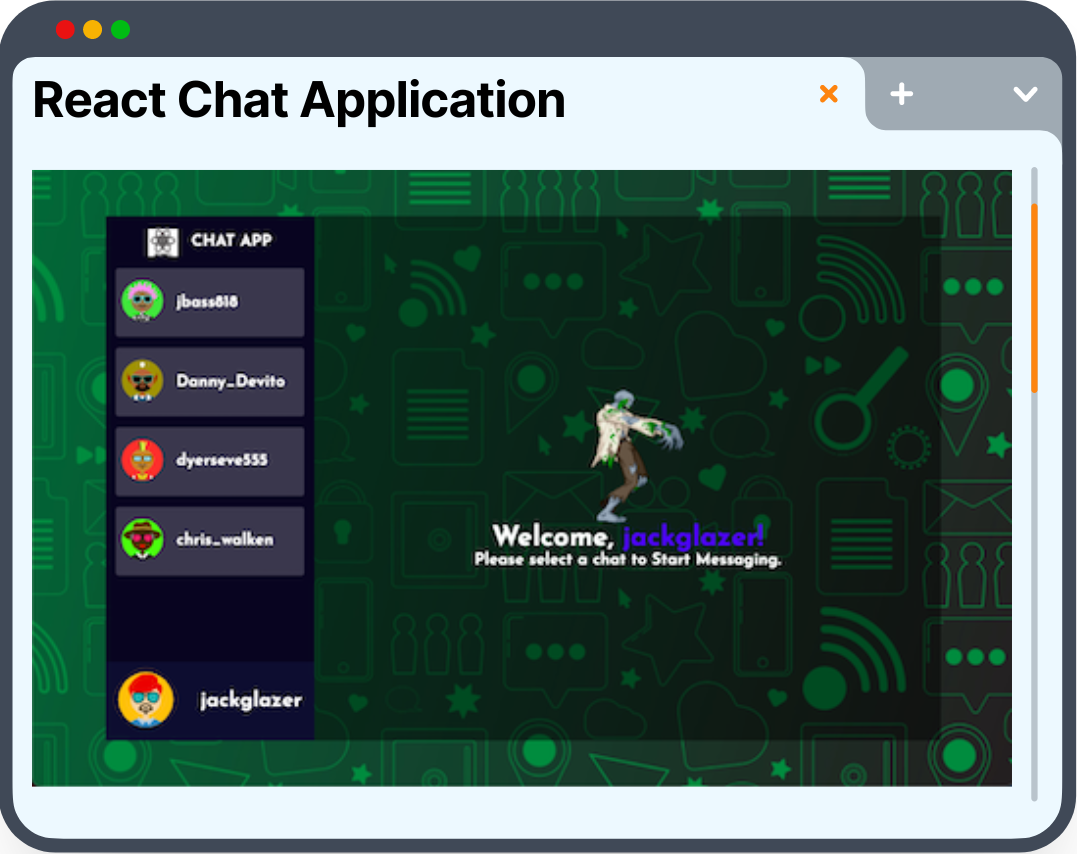 React Chat Application
CHAT APP
jbass818
Danny_Devito
dyerseve555
chris_walken
jackglazer
Welcome, jackglazer!
Please select a chat to Start Messaging.